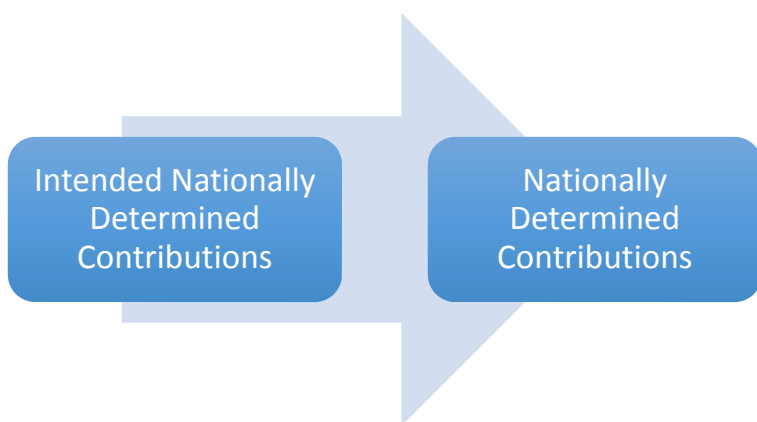 Intended Nationally
Determined
Contributions
Nationally
Determined
Contributions